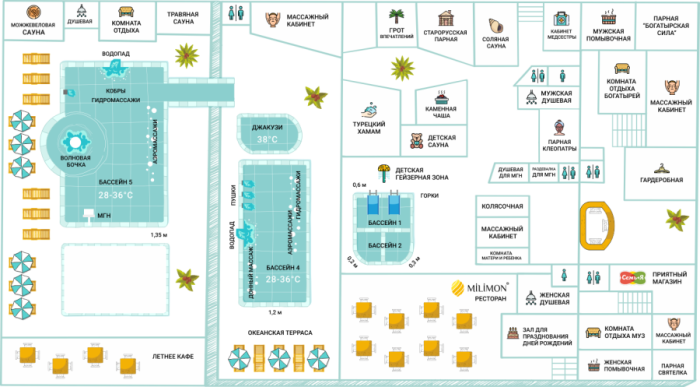 МОЖЖЕВЕЛОВАЯ
САУНА
ДУШЕВАЯ
КОМНАТА
ОТДЫХА
ТРАВЯНАЯ
САУНА
МАССАЖНЫЙ
КАБИНЕТ
ГРОТ
ВПЕЧАТЛЕНИЙ
СТАРОРУССКАЯ
ПАРНАЯ
СОЛЯНАЯ
САУНА
КАБИНЕТ
МЕДСЕСТРЫ
МУЖСКАЯ
ПОМЫВОЧНАЯ
ПАРНАЯ
"БОГАТЫРСКАЯ
СИЛА"
ВОДОПАД
КОБРЫ
ГИДРОМАССАЖИ
АЭРОМАССАЖИ
ВОЛНОВАЯ
БОЧКА
БАССЕЙН 5
28-36°C
МГН
1,35 м
ДЖАКУЗИ
38°C
ПУШКИ
ВОДОПАД
ДОННЫЙ МАССАЖ
АЭРОМАССАЖИ
ГИДРОМАССАЖИ
БАССЕЙН 4
28-36°C
1,2 м
ОКЕАНСКАЯ ТЕРРАСА
ЛЕТНЕЕ КАФЕ
ТУРЕЦКИЙ
ХАМАМ
КАМЕННАЯ
ЧАША
ДЕТСКАЯ
САУНА
МУЖСКАЯ
ДУШЕВАЯ
КОМНАТА
ОТДЫХА
БОГАТЫРЕЙ
МАССАЖНЫЙ
КАБИНЕТ
ПАРНАЯ
КЛЕОПАТРЫ
ДЕТСКАЯ
ГЕЙЗЕРНАЯ ЗОНА
0,6 м
ГОРКИ
БАССЕЙН 1
БАССЕЙН 2
0,2 м
0,3 м
ДУШЕВАЯ
ДЛЯ МГН
РАЗДЕВАЛКА
ДЛЯ МГН
ГАРДЕРОБНАЯ
КОЛЯСОЧНАЯ
МАССАЖНЫЙ
КАБИНЕТ
КОМНАТА
МАТЕРИ И РЕБЕНКА
MILIMON
РЕСТОРАН
ЖЕНСКАЯ
ДУШЕВАЯ
СЕМЬЯ
ПРИЯТНЫЙ
МАГАЗИН
ЗАЛ ДЛЯ
ПРАЗДНОВАНИЯ
ДНЕЙ РОЖДЕНИЙ
КОМНАТА
ОТДЫХА МУЗ
МАССАЖНЫЙ
КАБИНЕТ
ЖЕНСКАЯ
ПОМЫВОЧНАЯ
ПАРНАЯ
СВИТЕЛКА